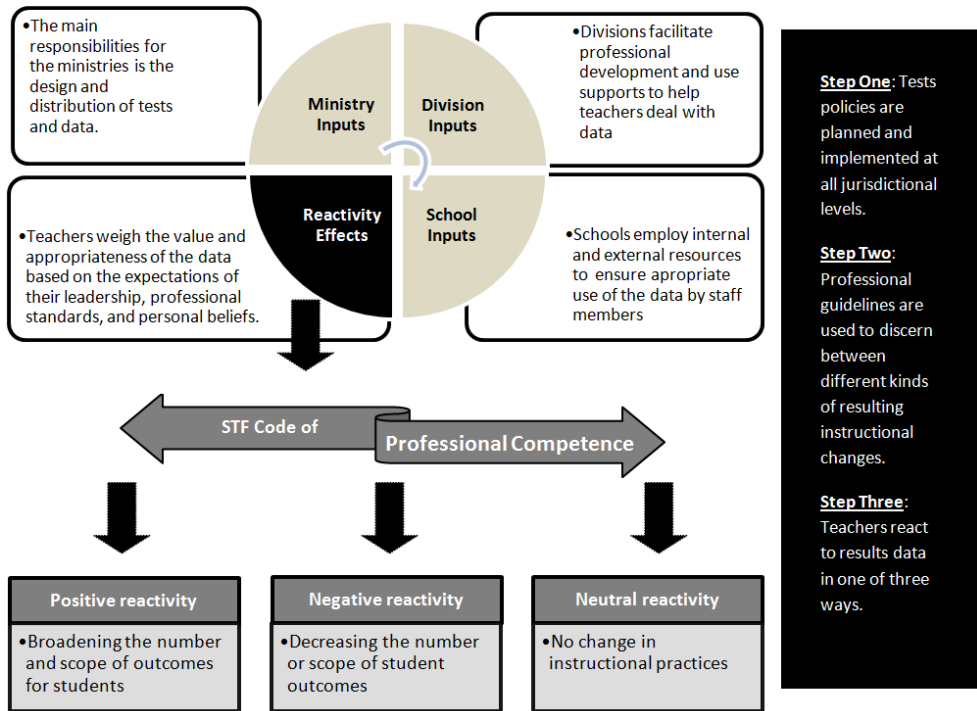 •The main
responsibilities for
the ministries is the
design and
distribution of tests
and data.
Ministry
Inputs
Division
Inputs
•Divisions facilitate
professional
development and use
supports to help
teachers deal with
data
Reactivity
Effects
School
Inputs
•Teachers weigh the value and
appropriateness of the data
based on the expectations of
their leadership, professional
standards, and personal beliefs.
•Schools employ internal
and external resources
to ensure apropriate
use of the data by staff
members
STF Code of
Professional Competence
Positive reactivity
•Broadening the number
and scope of outcomes
for students
Negative reactivity
•Decreasing the number
or scope of student
outcomes
Neutral reactivity
•No change in
instructional practices
Step One: Tests
policies are
planned and
implemented at
all jurisdictional
levels.
Step Two:
Professional
guidelines are
used to discern
between
different kinds
of resulting
instructional
changes.
Step Three:
Teachers react
to results data
in one of three
ways.